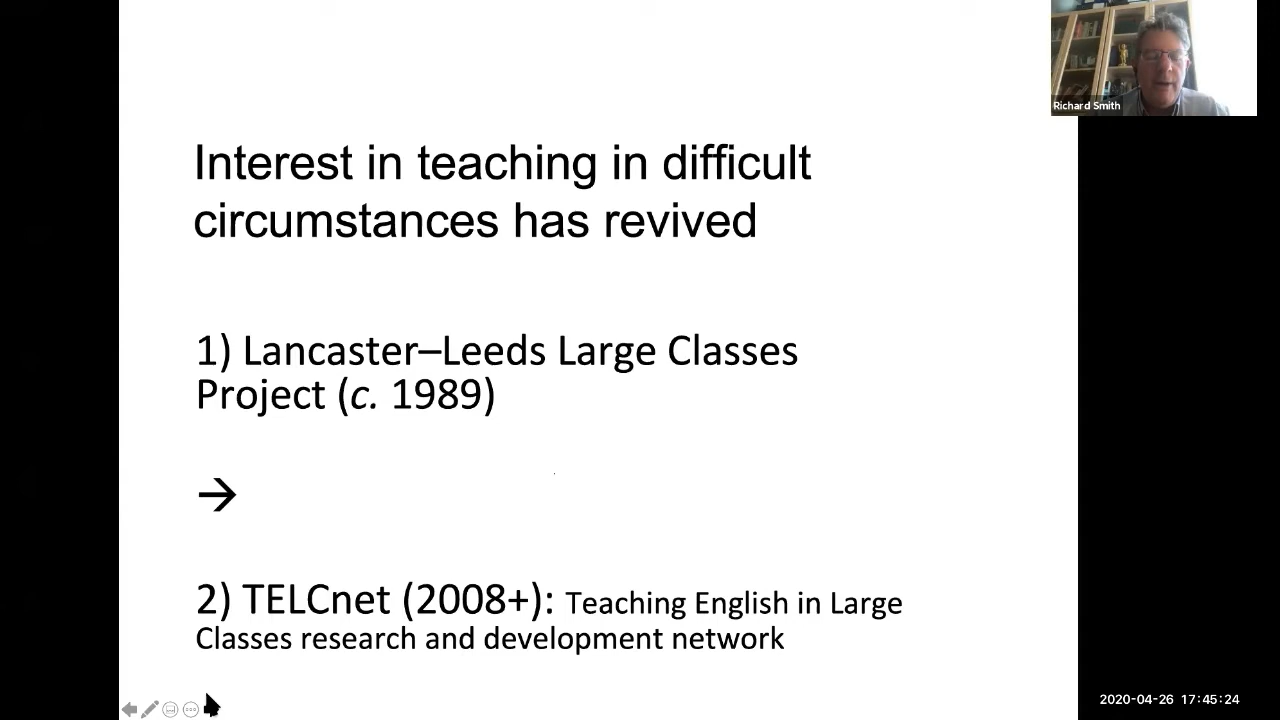 Richard Smith
Interest in teaching in difficult
circumstances has revived
1) Lancaster–Leeds Large Classes
Project (c. 1989)
→
2) TELCnet (2008+): Teaching English in Large
Classes research and development network
2020-04-26 17:45:24